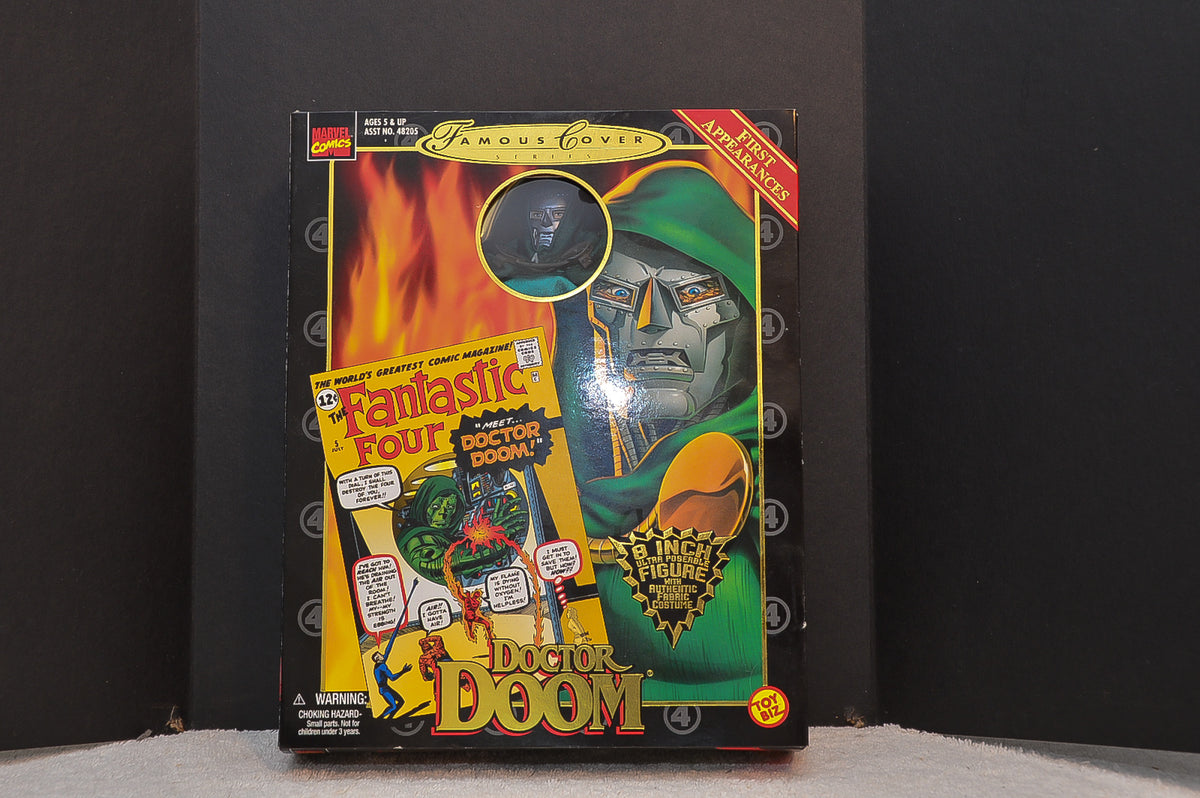 MARVEL
COMICS
AGES 5 & UP
ASST NO. 48205
FAMOUS COVER
SERIES
FIRST
APPEARANCES
THE WORLD'S GREATEST COMIC MAGAZINE!
12¢
THE
Fantastic
FOUR
5
JULY
"MEET...
DOCTOR
DOOM!"
WITH A TURN OF THIS
DIAL, I SHALL
DESTROY THE FOUR
OF YOU,
FOREVER!!
I'VE GOT TO
REACH HIM!
HE'S DRAINING
THE AIR OUT
OF THE
ROOM!
I CAN'T
BREATHE!
MY--MY
STRENGTH
IS
EBBING!
AIR!!
I GOTTA
HAVE
AIR!
MY FLAME
IS DYING
WITHOUT
OXYGEN!
I'M
HELPLESS!
I MUST
GET IN TO
SAVE THEM!
BUT HOW?
HOW??
8 INCH
ULTRA POSEABLE
FIGURE
WITH
AUTHENTIC
FABRIC
COSTUME
DOCTOR
DOOM
4
TOY
BIZ
WARNING:
CHOKING HAZARD-
Small parts. Not for
children under 3 years.